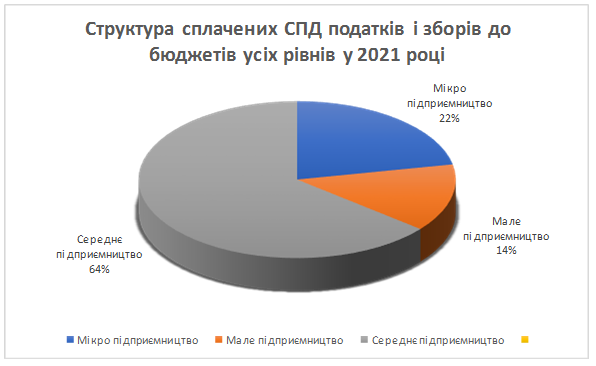 Структура сплачених СПД податків і зборів до
бюджетів усіх рівнів у 2021 році
Мікро
підприємництво
22%
Мале
підприємництво
14%
Середнє
підприємництво
64%
Мікро підприємництво Мале підприємництво Середнє підприємництво